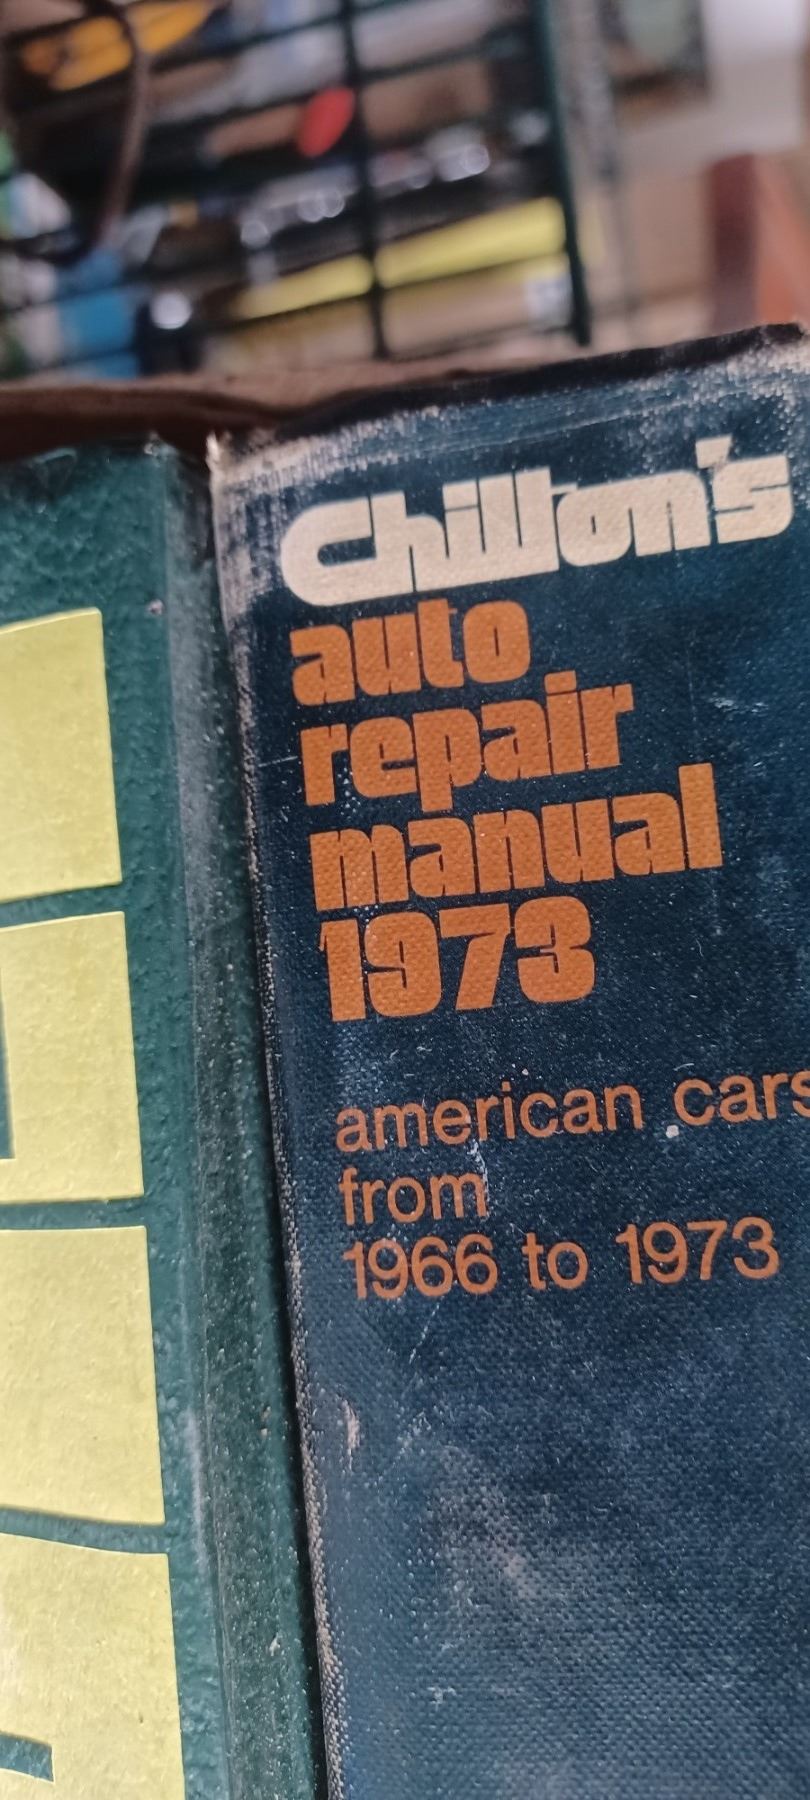 Chilton's
auto
repair
manual
1973
american cars
from
1966 to 1973